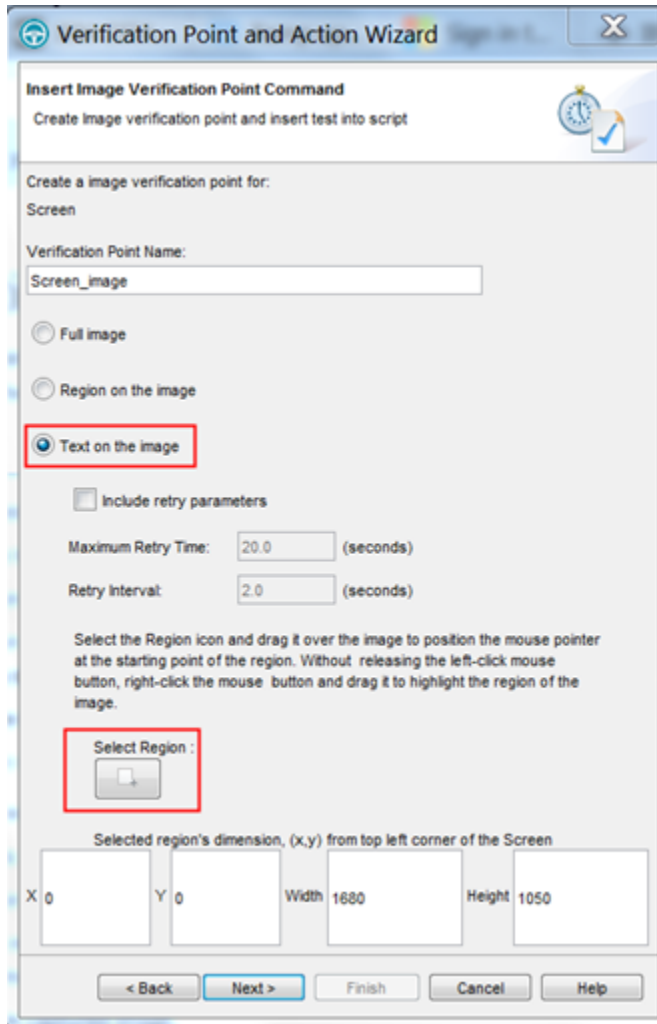 Verification Point and Action Wizard
Insert Image Verification Point Command
Create Image verification point and insert test into script
Create a image verification point for:
Screen
Verification Point Name:
Screen_image
Full image
Region on the image
Text on the image
Include retry parameters
Maximum Retry Time: 20.0 (seconds)
Retry Interval: 2.0 (seconds)
Select the Region icon and drag it over the image to position the mouse pointer
at the starting point of the region. Without releasing the left-click mouse
button, right-click the mouse button and drag it to highlight the region of the
image.
Select Region :
Selected region's dimension, (x,y) from top left corner of the Screen
X 0 Y 0 Width 1680 Height 1050
< Back Next > Finish Cancel Help